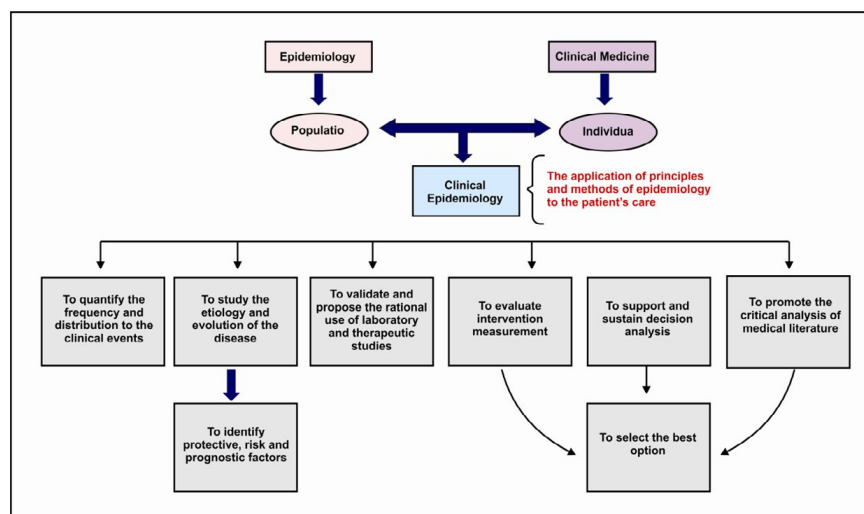 Epidemiology
Clinical Medicine
Populatio
Individua
Clinical
Epidemiology
The application of principles
and methods of epidemiology
to the patient's care
To quantify the
frequency and
distribution to the
clinical events
To study the
etiology and
evolution of the
disease
To validate and
propose the rational
use of laboratory
and therapeutic
studies
To evaluate
intervention
measurement
To support and
sustain decision
analysis
To promote the
critical analysis of
medical literature
To identify
protective, risk and
prognostic factors
To select the best
option